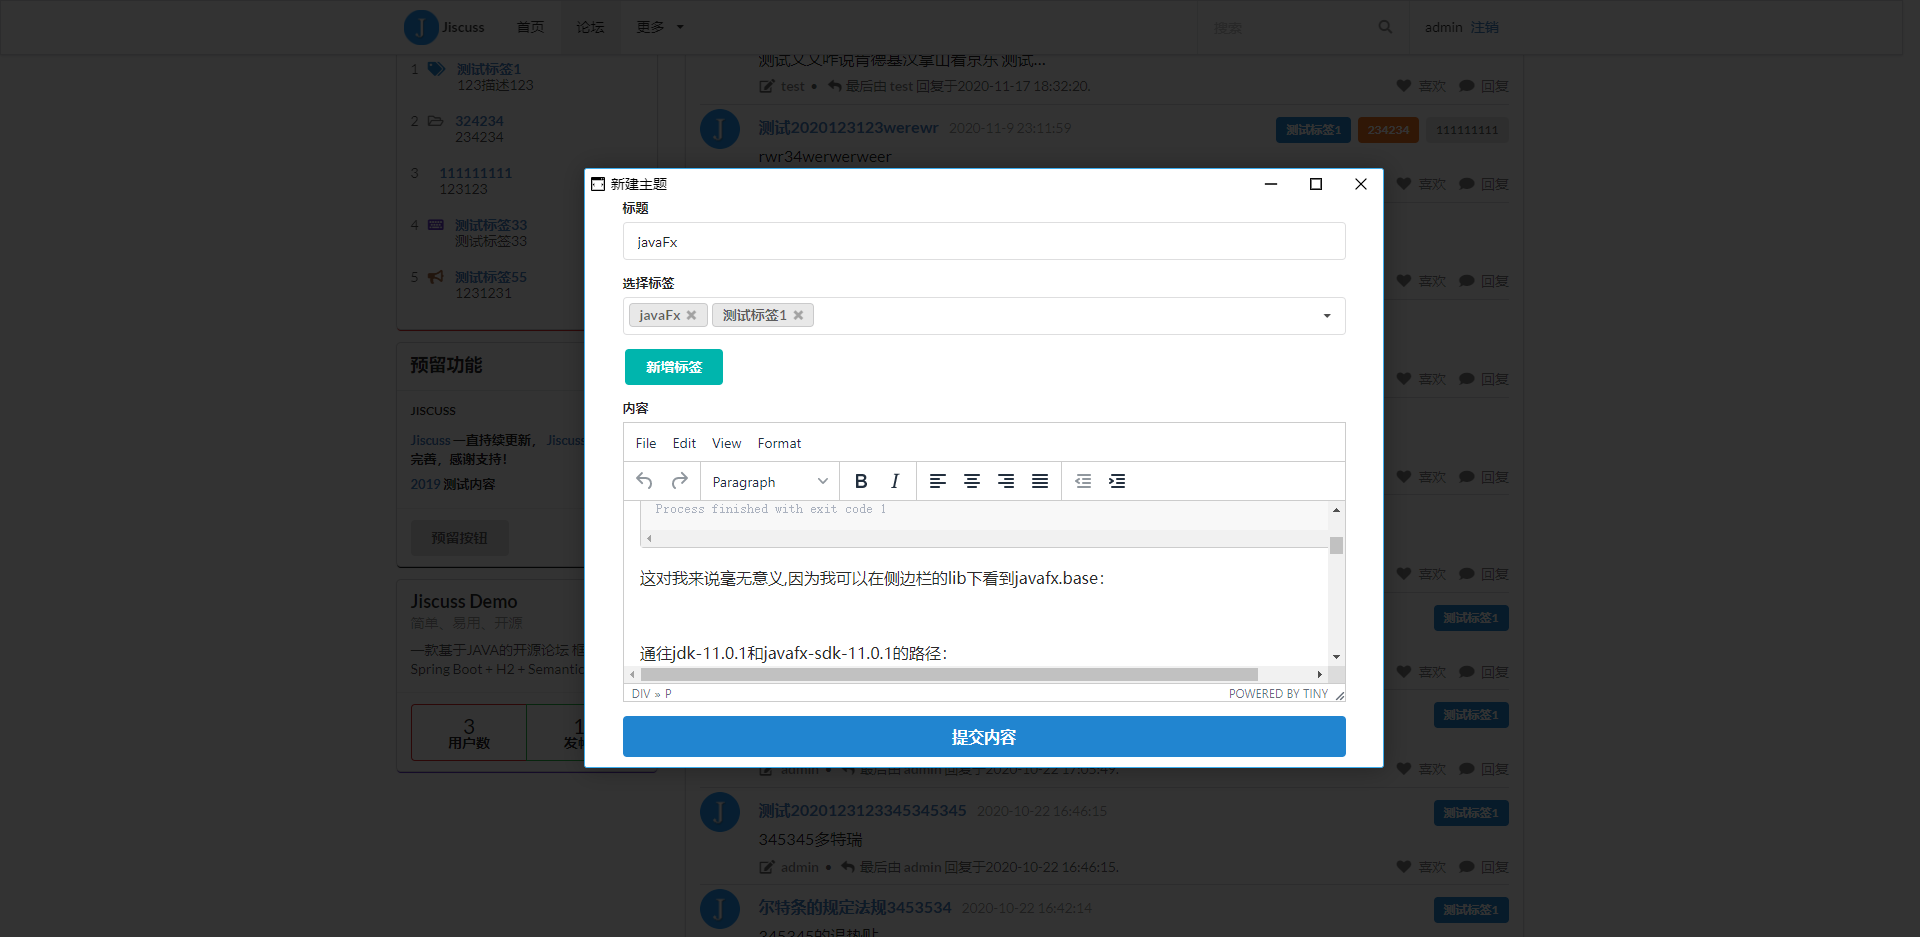 Jiscuss 首页 论坛 更多 搜索 admin 注销
1 测试标签1
123描述123
2 324234
234234
3 111111111
123123
4 测试标签33
测试标签33
5 测试标签55
1231231
预留功能
JISCUSS
Jiscuss 一直持续更新， Jiscuss
完善，感谢支持！
2019 测试内容
预留按钮
Jiscuss Demo
简单、易用、开源
一款基于JAVA的开源论坛
Spring Boot + H2 + Semantic
3
用户数
1
test • 最后由 test 回复于2020-11-17 18:32:20. 喜欢 回复
J 测试2020123123werewr 2020-11-9 23:11:59 测试标签1 234234 111111111
rwr34werwerweer
喜欢 回复
喜欢 回复
喜欢 回复
喜欢 回复
喜欢 回复
测试标签1
喜欢 回复
测试标签1
admin • 最后由 admin 回复于2020-10-22 17:05:49. 喜欢 回复
J 测试2020123123345345345 2020-10-22 16:46:15 测试标签1
345345多特瑞
admin • 最后由 admin 回复于2020-10-22 16:46:15. 喜欢 回复
J 尔特条的规定法规3453534 2020-10-22 16:42:14 测试标签1
新建主题
标题
javaFx
选择标签
javaFx 测试标签1
新增标签
内容
File Edit View Format
Paragraph B I
Process finished with exit code 1
这对我来说毫无意义,因为我可以在侧边栏的lib下看到javafx.base：
通往jdk-11.0.1和javafx-sdk-11.0.1的路径：
DIV » P POWERED BY TINY
提交内容